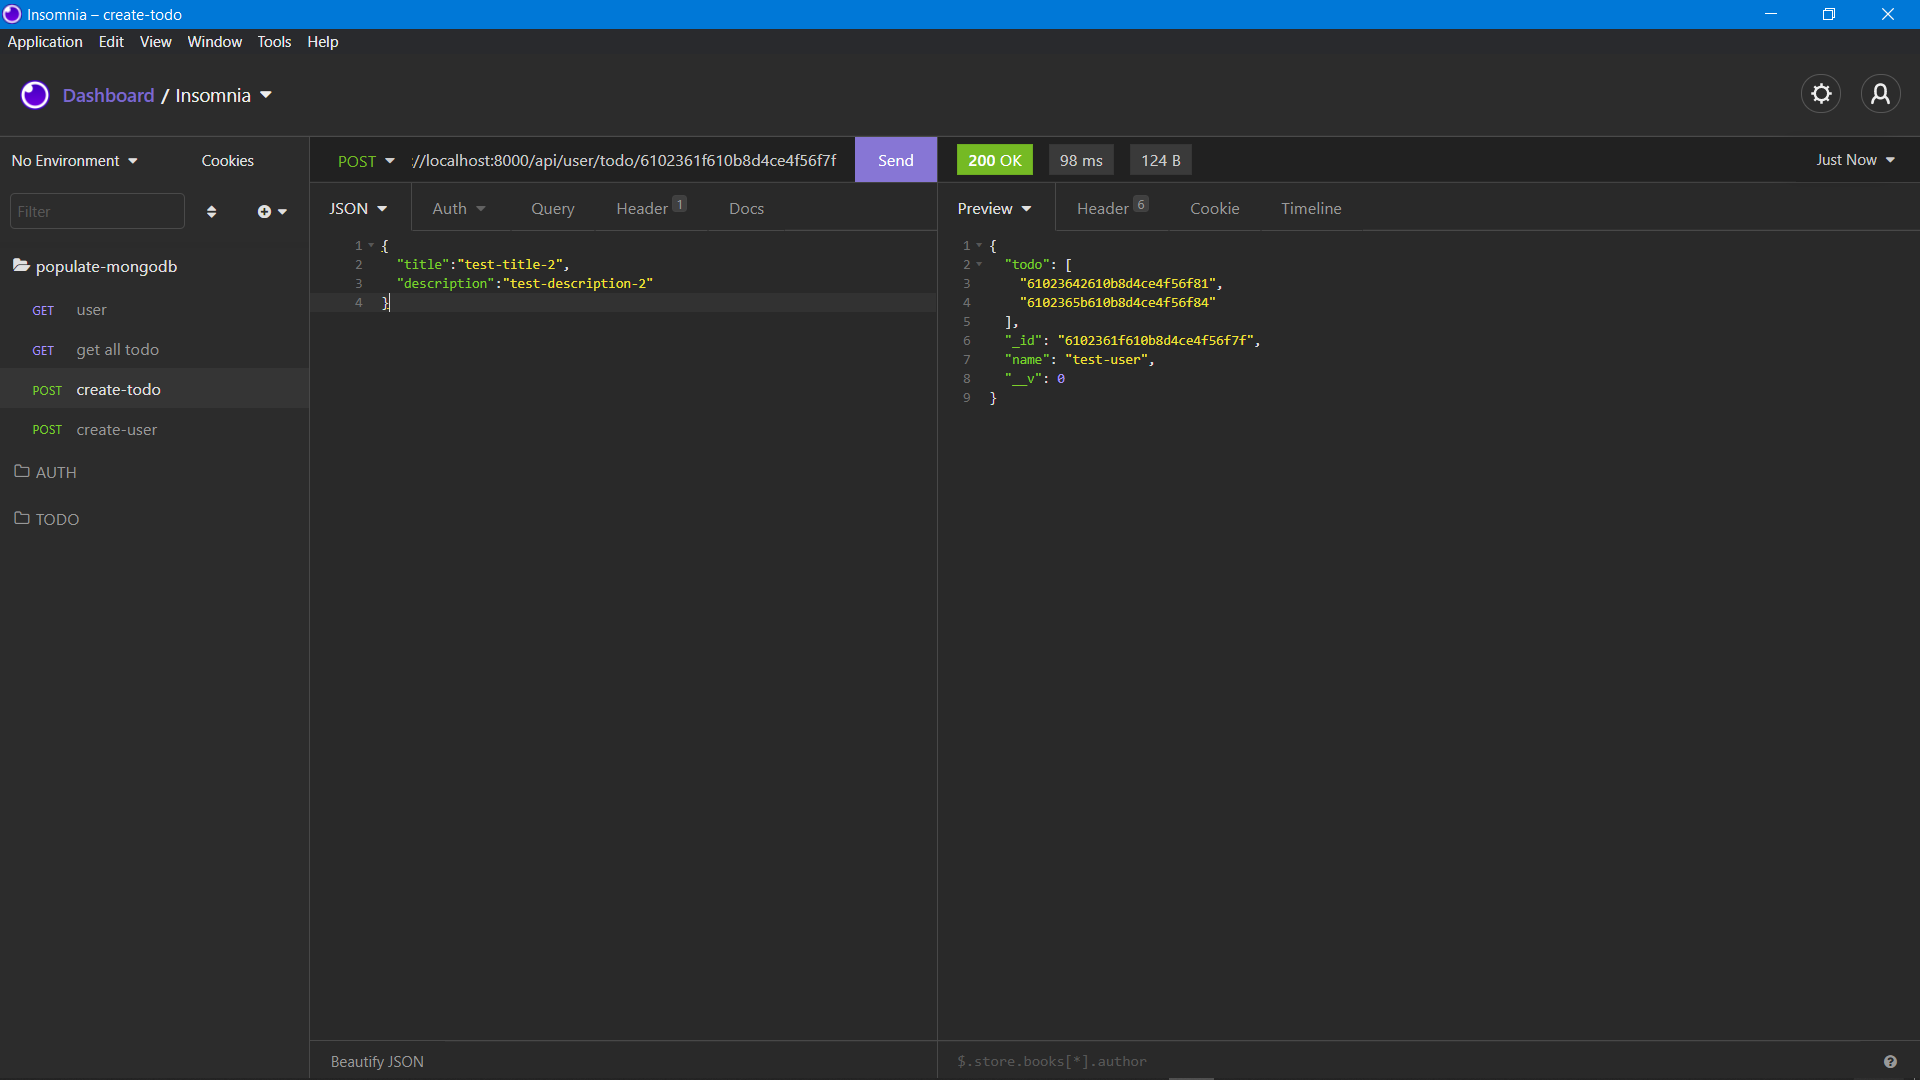 Insomnia – create-todo
Application Edit View Window Tools Help
Dashboard / Insomnia
No Environment Cookies
POST ://localhost:8000/api/user/todo/6102361f610b8d4ce4f56f7f Send
200 OK 98 ms 124 B Just Now
Filter
JSON Auth Query Header 1 Docs
Preview Header 6 Cookie Timeline
populate-mongodb
GET user
GET get all todo
POST create-todo
POST create-user
AUTH
TODO
1 {
2 "title":"test-title-2",
3 "description":"test-description-2"
4 }
1 {
2 "todo": [
3 "61023642610b8d4ce4f56f81",
4 "6102365b610b8d4ce4f56f84"
5 ],
6 "_id": "6102361f610b8d4ce4f56f7f",
7 "name": "test-user",
8 "__v": 0
9 }
Beautify JSON
$.store.books[*].author